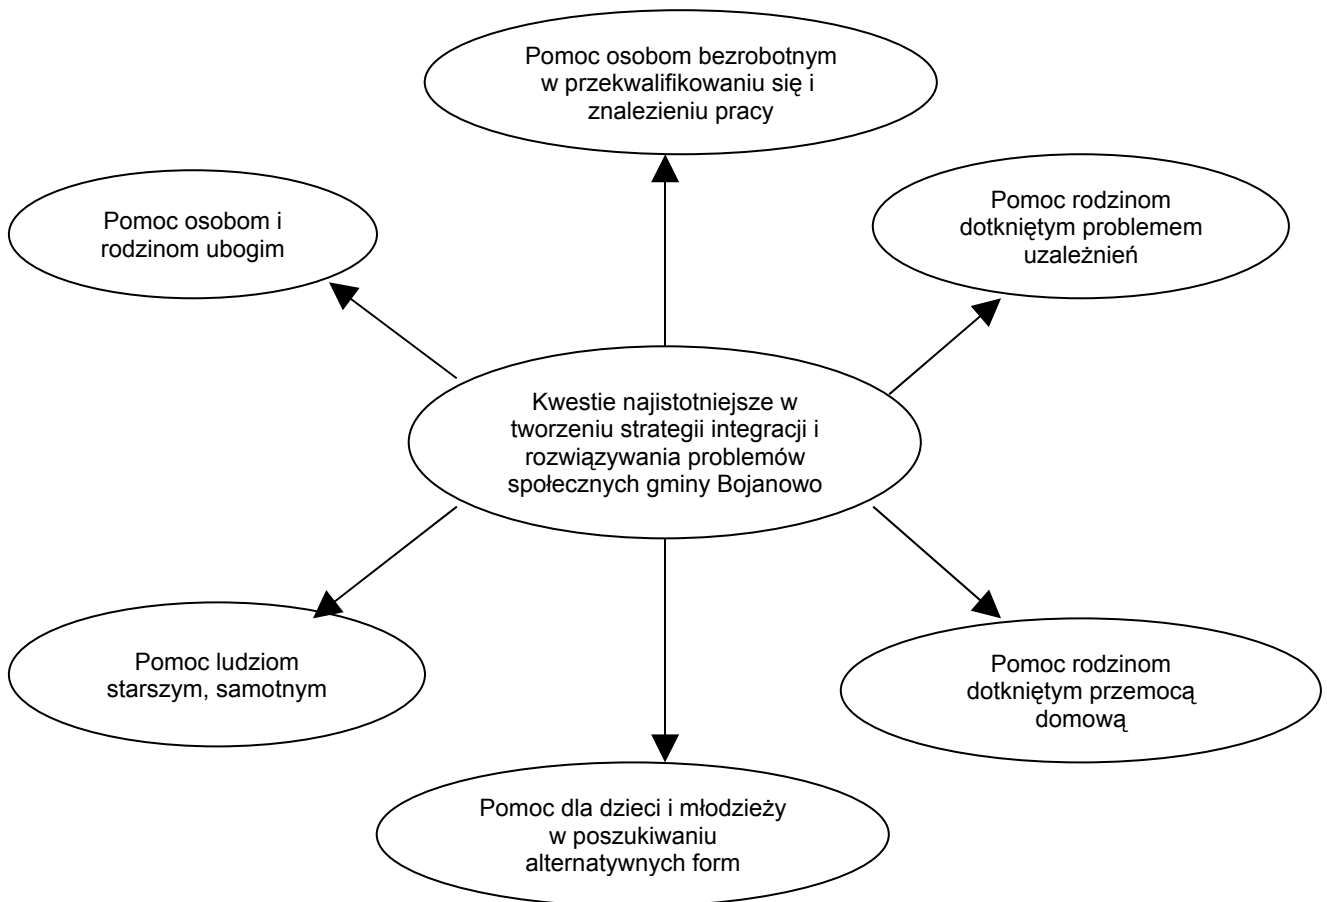 Pomoc osobom bezrobotnym
w przekwalifikowaniu się i
znalezieniu pracy
Pomoc osobom i
rodzinom ubogim
Pomoc rodzinom
dotkniętym problemem
uzależnień
Kwestie najistotniejsze w
tworzeniu strategii integracji i
rozwiązywania problemów
społecznych gminy Bojanowo
Pomoc ludziom
starszym, samotnym
Pomoc rodzinom
dotkniętym przemocą
domową
Pomoc dla dzieci i młodzieży
w poszukiwaniu
alternatywnych form